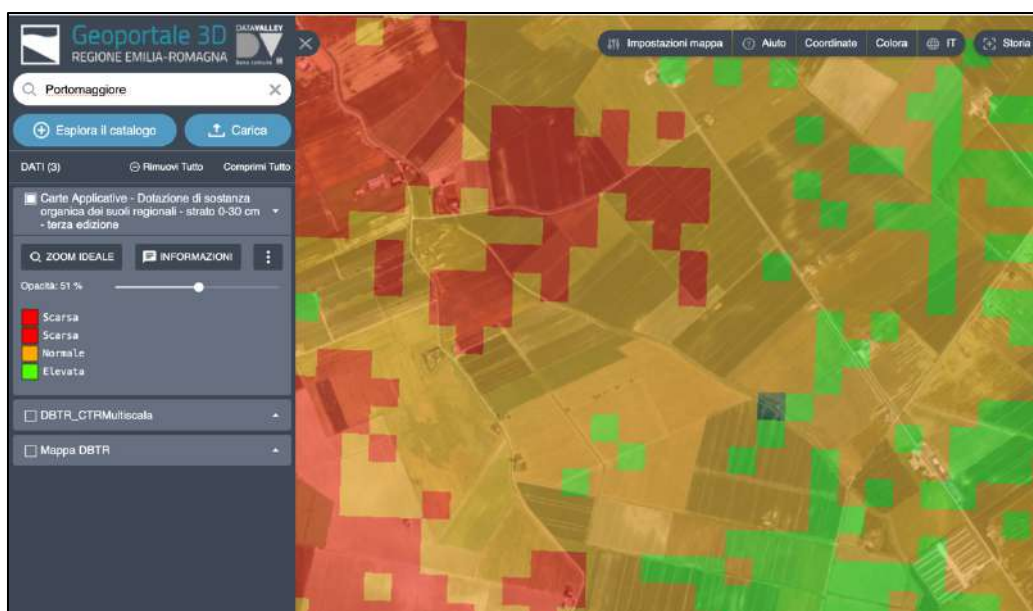 Geoportale 3D
REGIONE EMILIA-ROMAGNA
DATAVALLEY
Portomaggiore
Esplora il catalogo
Carica
DATI (3)
Rimuovi Tutto
Comprimi Tutto
Carte Applicative - Dotazione di sostanza
organica dei suoli regionali - strato 0-30 cm
- terza edizione
ZOOM IDEALE
INFORMAZIONI
Opacità: 51 %
Scarsa
Scarsa
Normale
Elevata
DBTR_CTRMultiscala
Mappa DBTR
Impostazioni mappa
Aiuto
Coordinate
Colora
IT
Storia